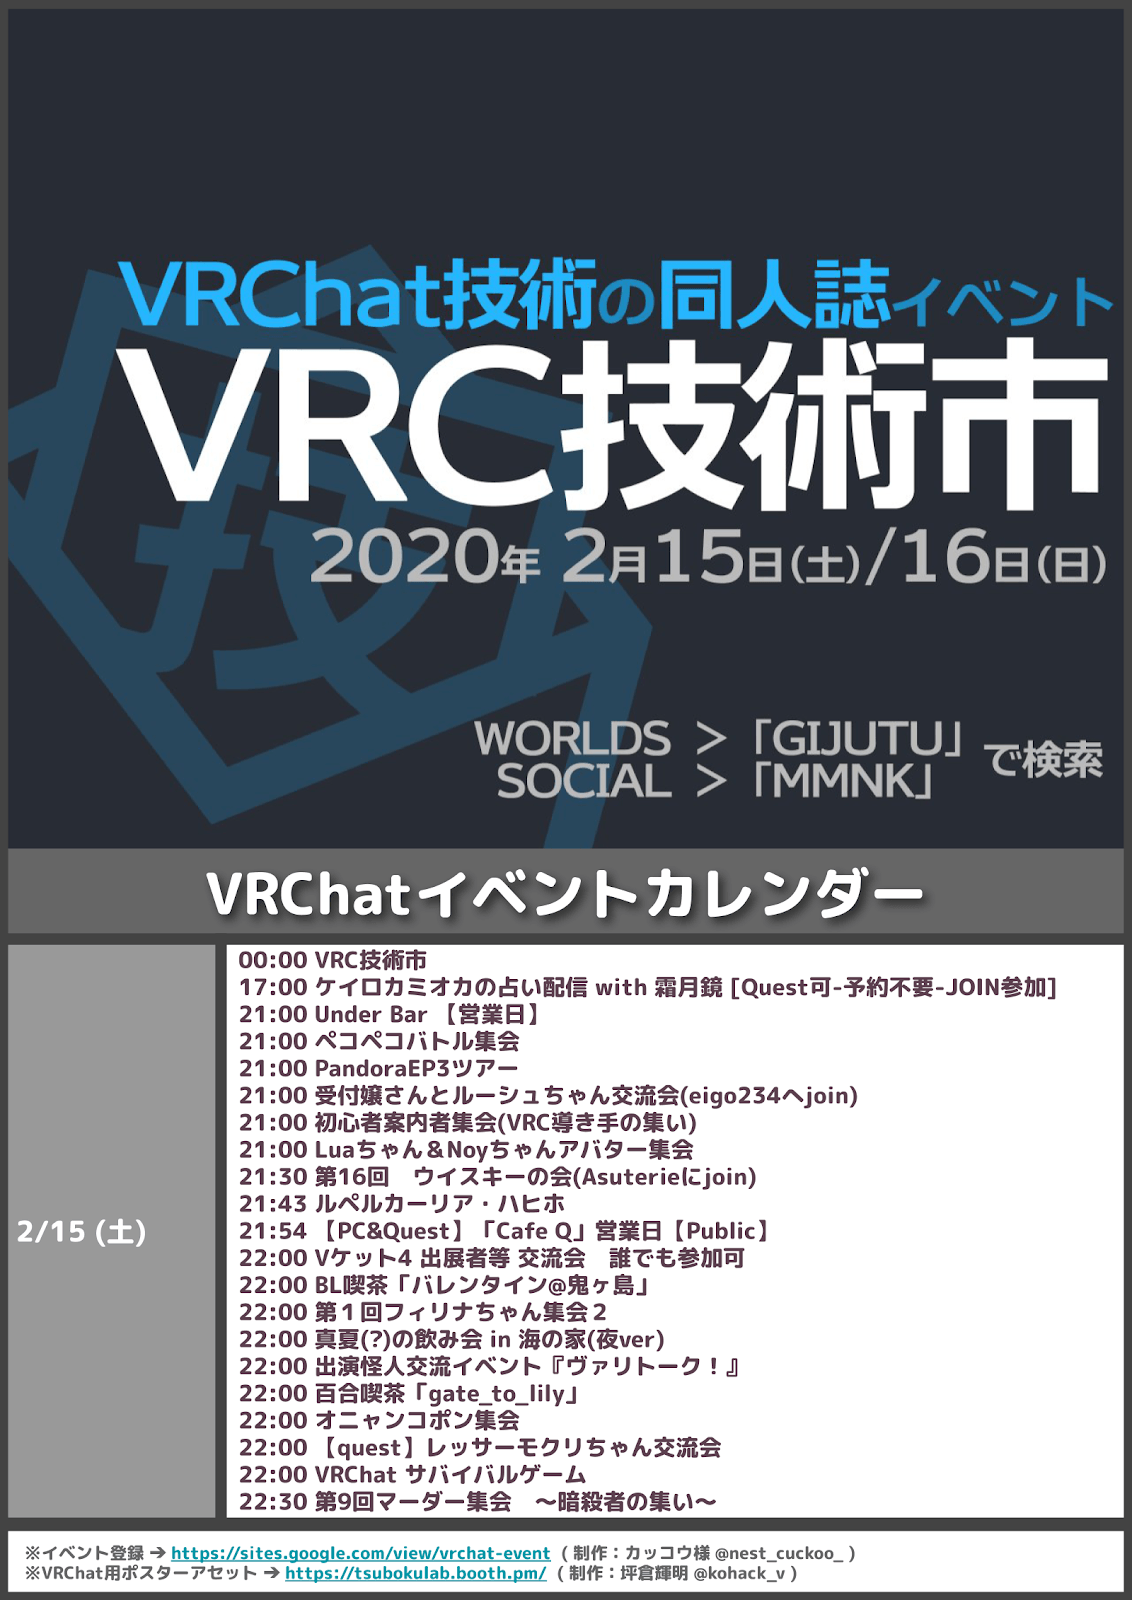 VRChat技術の同人誌イベント
VRC技術市
2020年 2月15日(土)/16日(日)
WORLDS >「GIJUTU」で検索
SOCIAL >「MMNK」
VRChatイベントカレンダー
2/15 (土)
00:00 VRC技術市
17:00 ケイロカミオカの占い配信 with 霜月鏡 [Quest可-予約不要-JOIN参加]
21:00 Under Bar 【営業日】
21:00 ペコペコバトル集会
21:00 PandoraEP3ツアー
21:00 受付嬢さんとルーシュちゃん交流会(eigo234へjoin)
21:00 初心者案内者集会(VRC導き手の集い)
21:00 Luaちゃん＆Noyちゃんアバター集会
21:30 第16回　ウイスキーの会(Asuterieにjoin)
21:43 ルペルカーリア・ハヒホ
21:54 【PC&Quest】「Cafe Q」営業日【Public】
22:00 Vケット4 出展者等 交流会　誰でも参加可
22:00 BL喫茶「バレンタイン@鬼ヶ島」
22:00 第１回フィリナちゃん集会２
22:00 真夏(?)の飲み会 in 海の家(夜ver)
22:00 出演怪人交流イベント『ヴァリトーク！』
22:00 百合喫茶「gate_to_lily」
22:00 オニャンコポン集会
22:00 【quest】レッサーモクリちゃん交流会
22:00 VRChat サバイバルゲーム
22:30 第9回マーダー集会　～暗殺者の集い～
※イベント登録 → https://sites.google.com/view/vrchat-event （制作：カッコウ様 @nest_cuckoo_ ）
※VRChat用ポスターアセット → https://tsubokulab.booth.pm/ （制作：坪倉輝明 @kohack_v ）
技